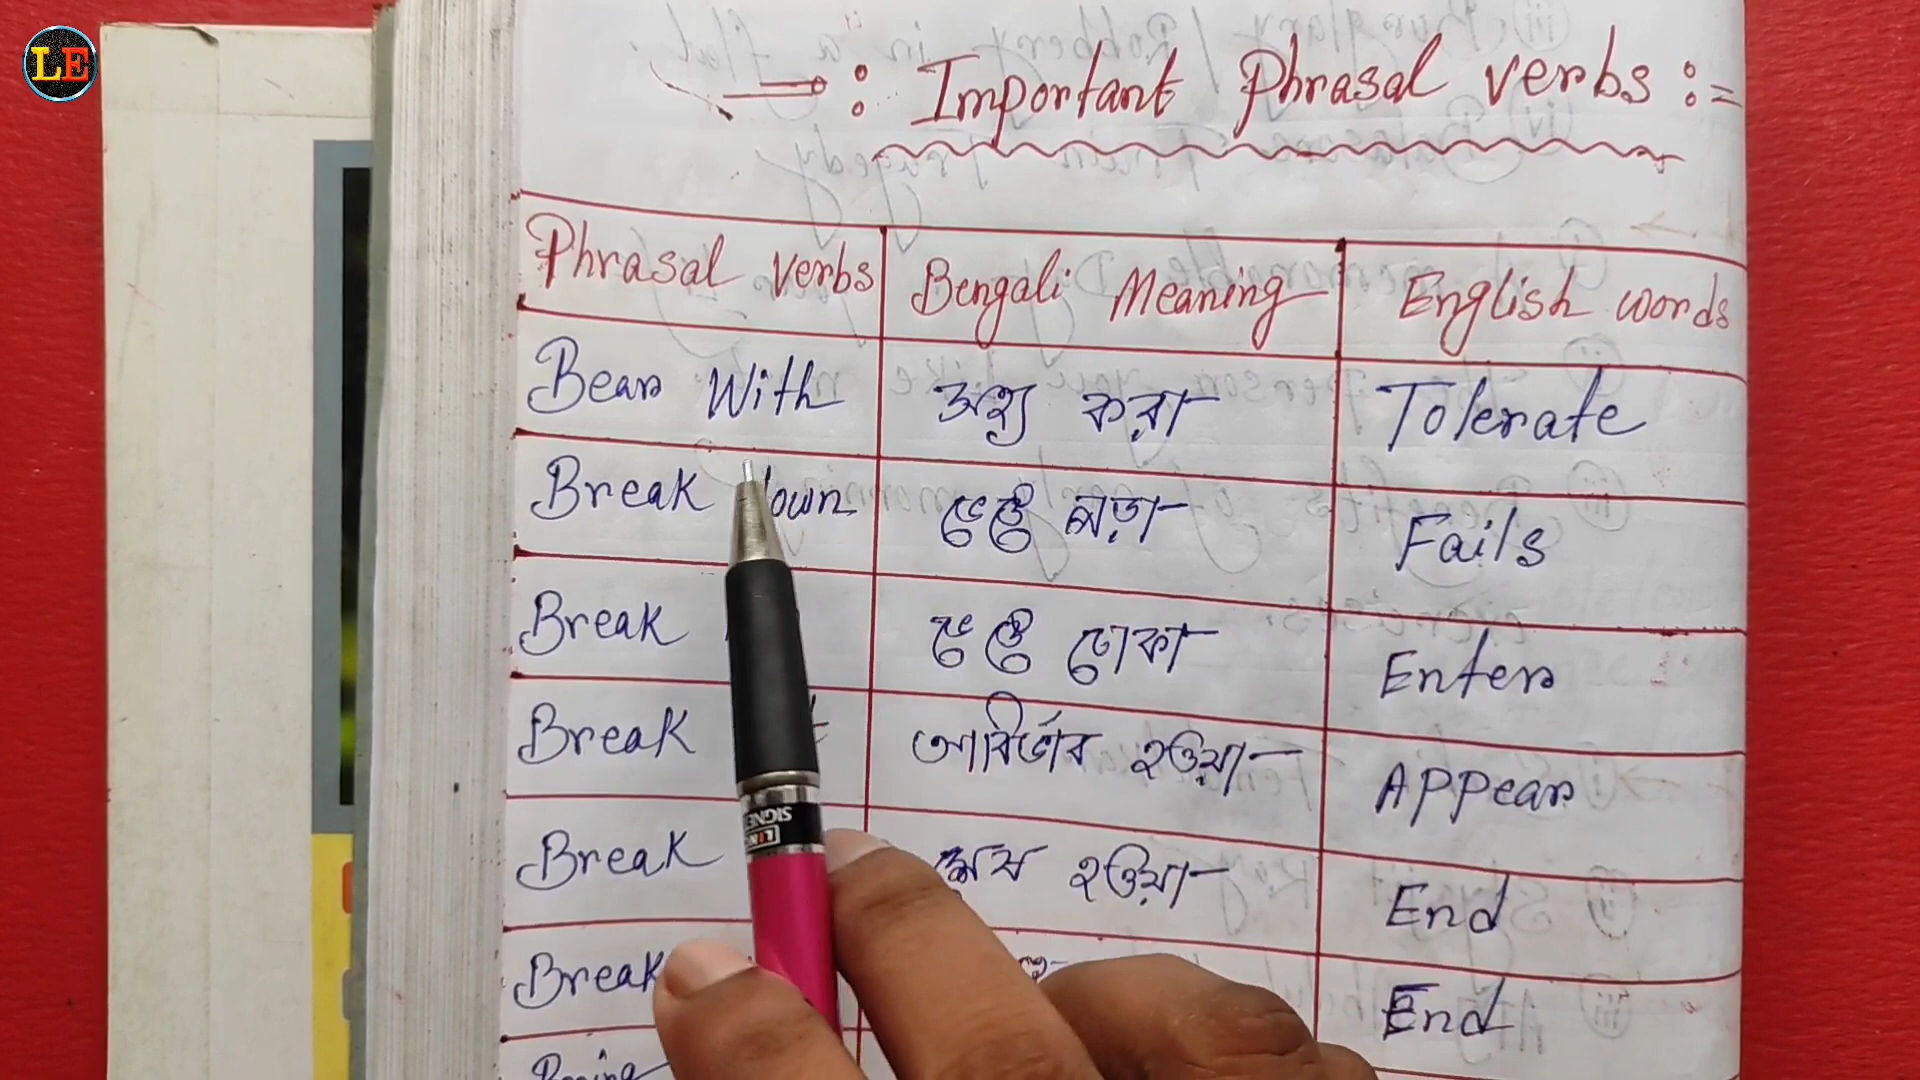 LE
Important Phrasal verbs :=
Phrasal verbs Bengali Meaning English words
Bear With সহ্য করা Tolerate
Break down ভেঙে পড়া Fails
Break ভেঙে ঢোকা Enter
Break আবির্ভাব হওয়া Appear
Break শেষ হওয়া End
Break End